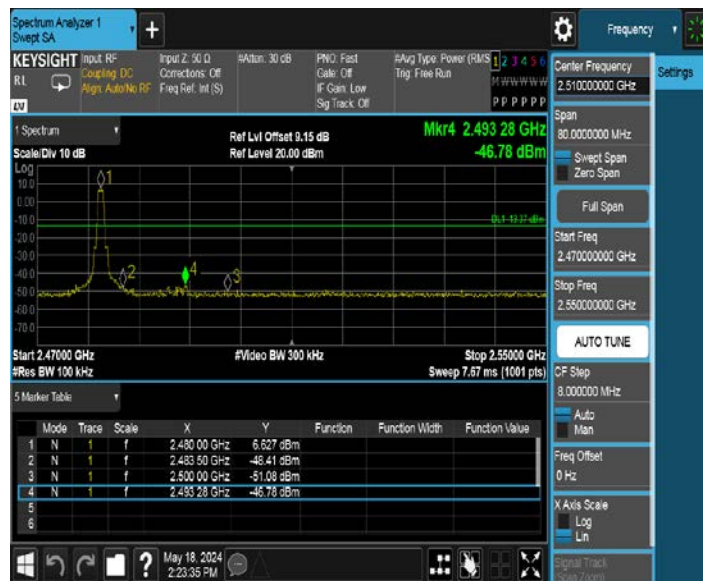 Spectrum Analyzer 1
Swept SA
+
Frequency
KEYSIGHT
RL
LV
Input: RF
Coupling: DC
Align: Auto/No RF
Input Z: 50 Ω
Corrections: Off
Freq Ref: Int (S)
#Atten: 30 dB
PNO: Fast
Gate: Off
IF Gain: Low
Sig Track: Off
#Avg Type: Power (RMS
Trig: Free Run
1 2 3 4 5 6
M W W W W W
P P P P P P
Center Frequency
2.510000000 GHz
Settings
1 Spectrum
Ref Lvl Offset 9.15 dB
Mkr4 2.493 28 GHz
Scale/Div 10 dB
Ref Level 20.00 dBm
-46.78 dBm
Log
10.0
0.00
-10.0
-20.0
-30.0
-40.0
-50.0
-60.0
-70.0
1
2
4
3
DL1 -13.37 dBm
Start 2.47000 GHz
#Video BW 300 kHz
Stop 2.55000 GHz
#Res BW 100 kHz
Sweep 7.67 ms (1001 pts)
Span
80.0000000 MHz
Swept Span
Zero Span
Full Span
Start Freq
2.470000000 GHz
Stop Freq
2.550000000 GHz
AUTO TUNE
CF Step
8.000000 MHz
Auto
Man
Freq Offset
0 Hz
X Axis Scale
Log
Lin
Signal Track
(Span Zoom)
5 Marker Table
Mode Trace Scale X Y Function Function Width Function Value
1 N 1 f 2.480 00 GHz 6.627 dBm
2 N 1 f 2.483 50 GHz -48.41 dBm
3 N 1 f 2.500 00 GHz -51.08 dBm
4 N 1 f 2.493 28 GHz -46.78 dBm
5
6
?
May 18, 2024
2:23:35 PM